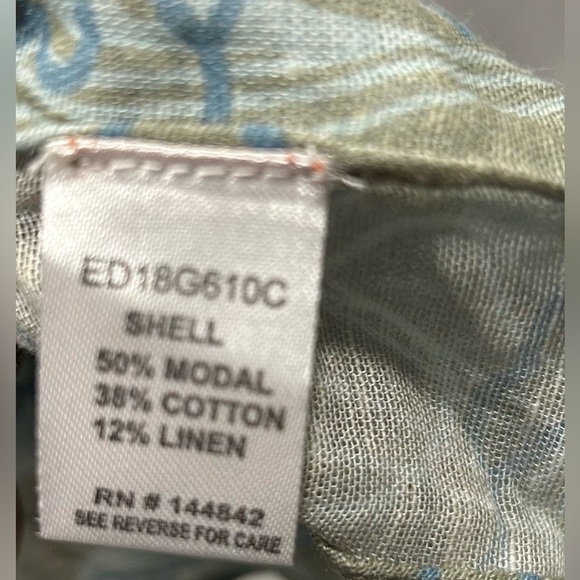 ED18G610C
SHELL
50% MODAL
38% COTTON
12% LINEN
RN # 144842
SEE REVERSE FOR CARE